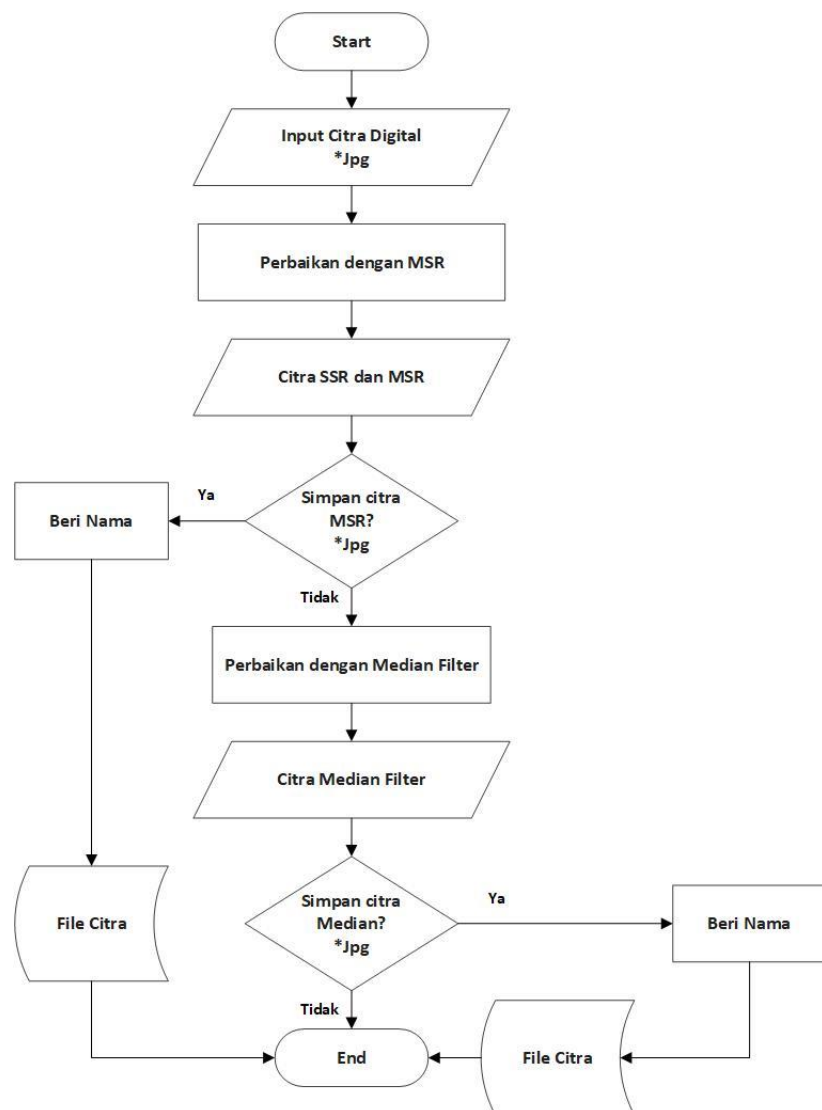 Start
Input Citra Digital
*Jpg
Perbaikan dengan MSR
Citra SSR dan MSR
Simpan citra
MSR?
*Jpg
Ya
Beri Nama
Tidak
Perbaikan dengan Median Filter
Citra Median Filter
Simpan citra
Median?
*Jpg
Ya
Beri Nama
File Citra
Tidak
End
File Citra